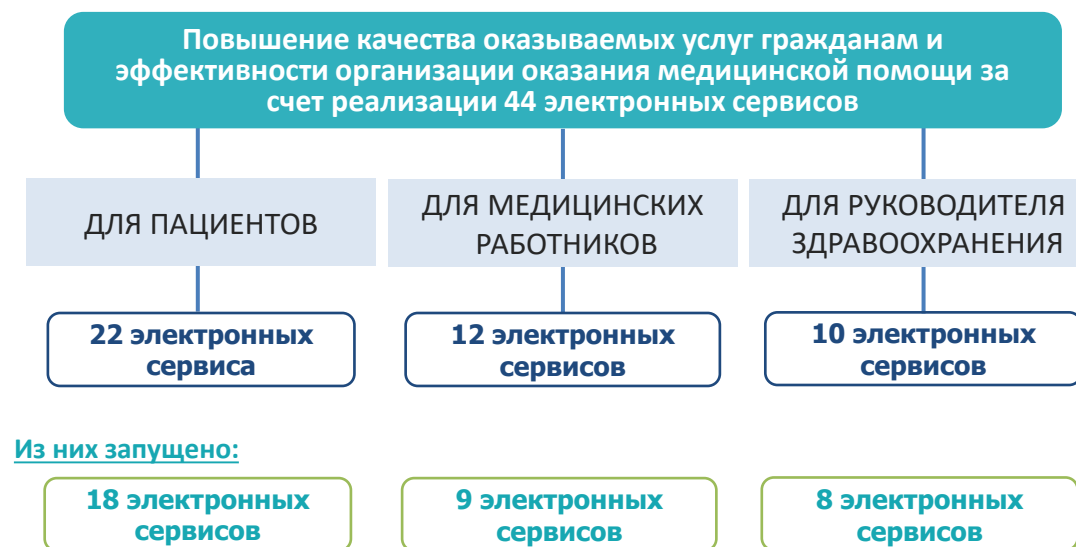 Повышение качества оказываемых услуг гражданам и
эффективности организации оказания медицинской помощи за
счет реализации 44 электронных сервисов
ДЛЯ ПАЦИЕНТОВ
ДЛЯ МЕДИЦИНСКИХ
РАБОТНИКОВ
ДЛЯ РУКОВОДИТЕЛЯ
ЗДРАВООХРАНЕНИЯ
22 электронных
сервиса
12 электронных
сервисов
10 электронных
сервисов
Из них запущено:
18 электронных
сервисов
9 электронных
сервисов
8 электронных
сервисов